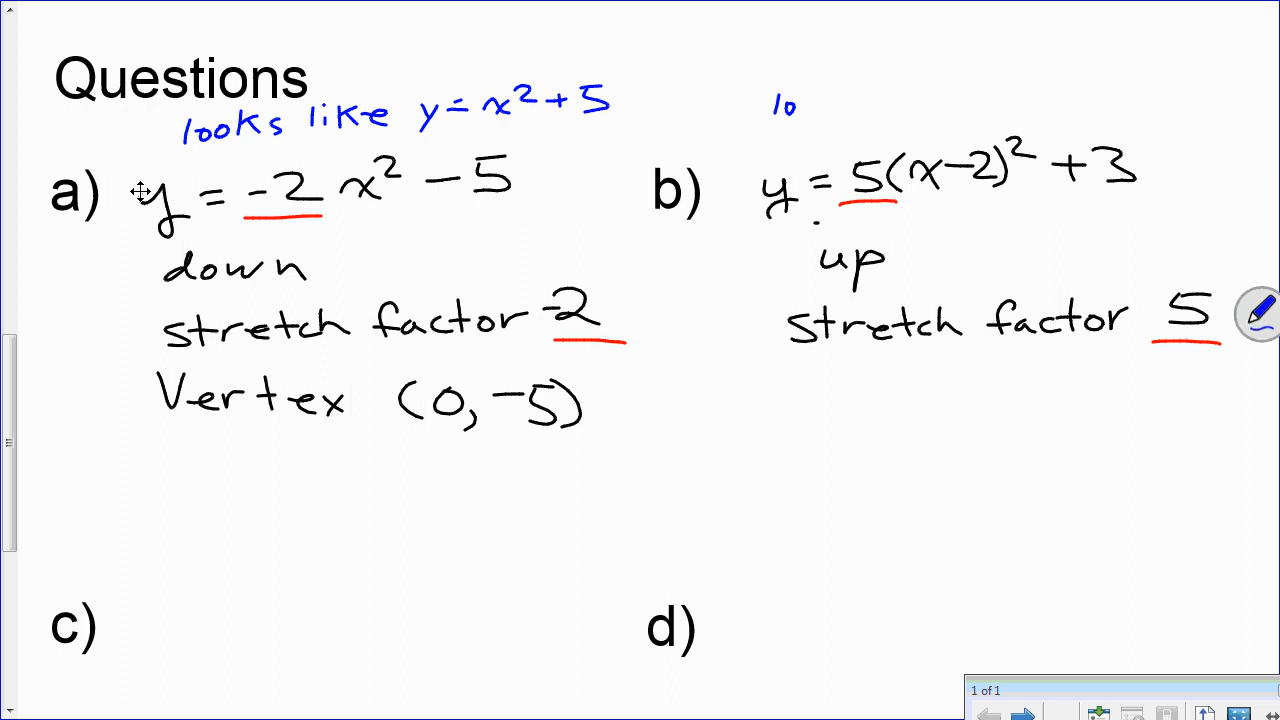 Questions
looks like y = x² + 5
lo
a) y = -2x² - 5
down
stretch factor -2
Vertex (0, -5)
b) y = 5(x-2)² + 3
up
stretch factor 5
c)
d)
1 of 1